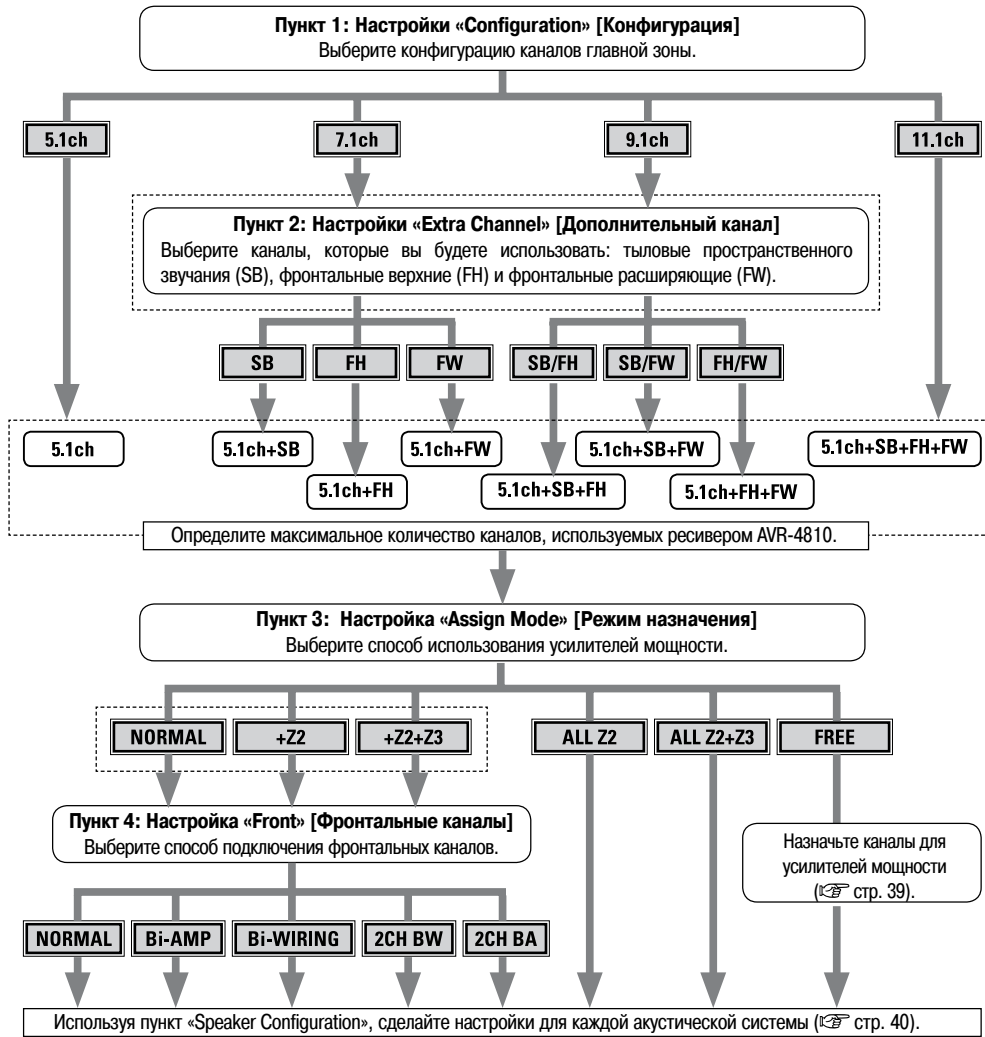 Пункт 1: Настройки «Configuration» [Конфигурация]
Выберите конфигурацию каналов главной зоны.
5.1ch
7.1ch
9.1ch
11.1ch
Пункт 2: Настройки «Extra Channel» [Дополнительный канал]
Выберите каналы, которые вы будете использовать: тыловые пространственного
звучания (SB), фронтальные верхние (FH) и фронтальные расширяющие (FW).
SB
FH
FW
SB/FH
SB/FW
FH/FW
5.1ch
5.1ch+SB
5.1ch+FW
5.1ch+SB+FW
5.1ch+SB+FH+FW
5.1ch+FH
5.1ch+SB+FH
5.1ch+FH+FW
Определите максимальное количество каналов, используемых ресивером AVR-4810.
Пункт 3: Настройка «Assign Mode» [Режим назначения]
Выберите способ использования усилителей мощности.
NORMAL
+Z2
+Z2+Z3
ALL Z2
ALL Z2+Z3
FREE
Пункт 4: Настройка «Front» [Фронтальные каналы]
Выберите способ подключения фронтальных каналов.
Назначьте каналы для
усилителей мощности
(☞ стр. 39).
NORMAL
Bi-AMP
Bi-WIRING
2CH BW
2CH BA
Используя пункт «Speaker Configuration», сделайте настройки для каждой акустической системы (☞ стр. 40).